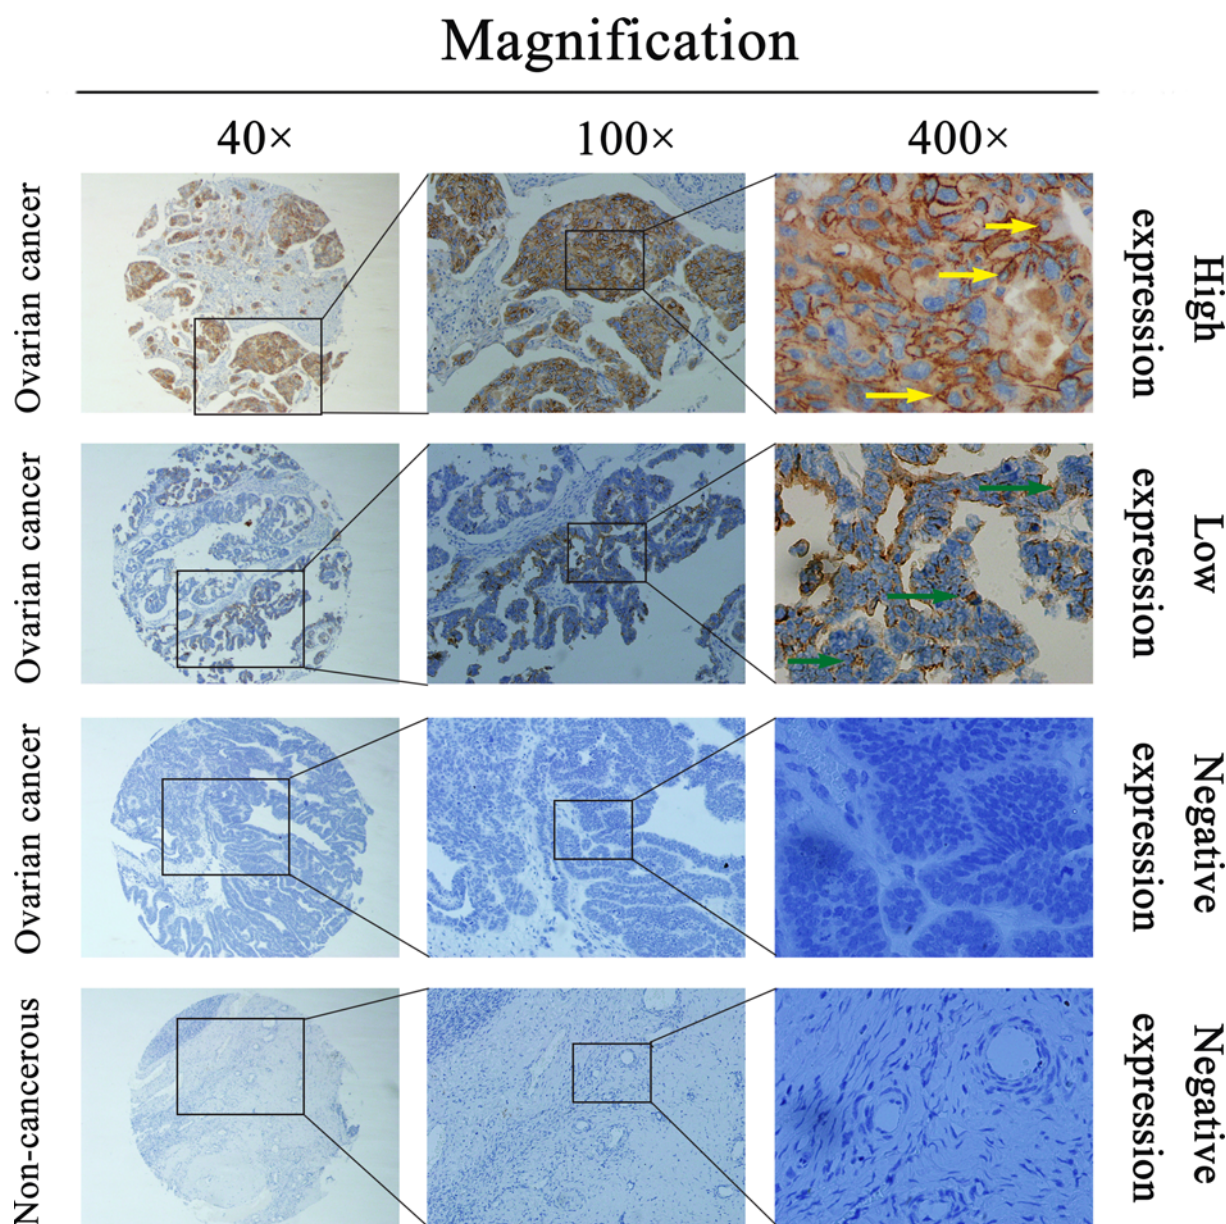 Magnification
40×
100×
400×
Ovarian cancer
High
expression
Ovarian cancer
Low
expression
Ovarian cancer
Negative
expression
Non-cancerous
Negative
expression